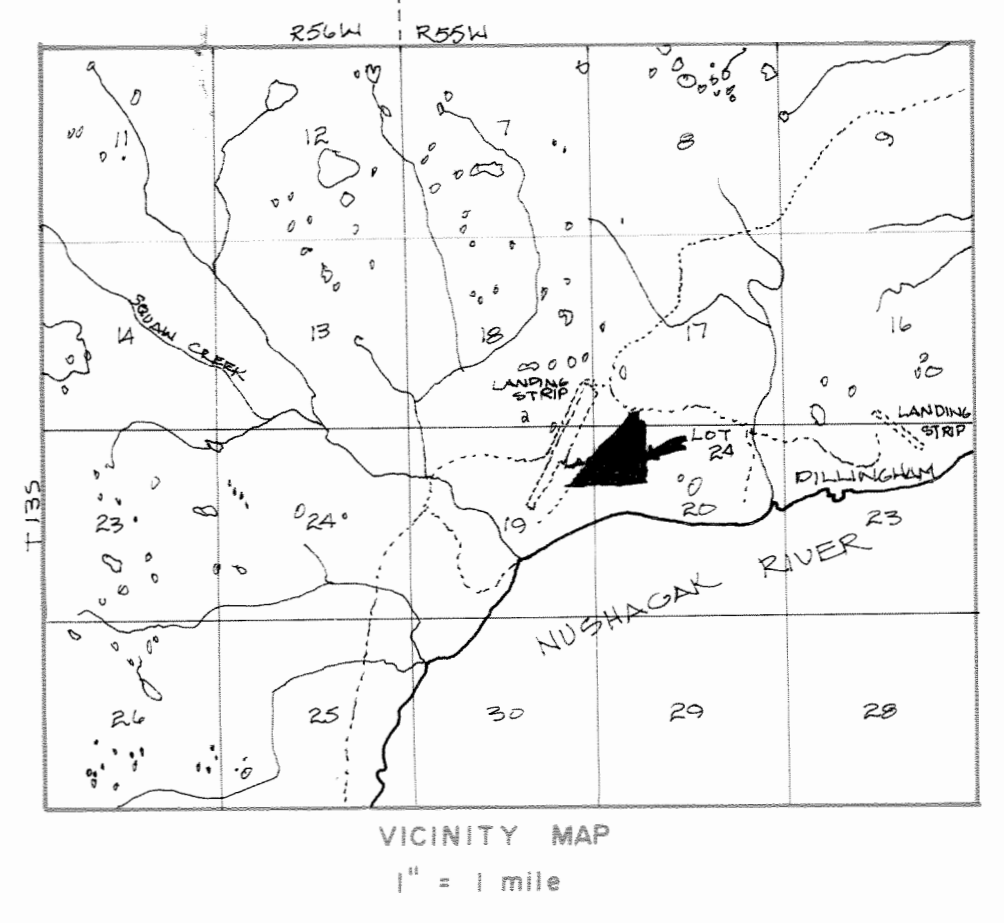 R56W R55W
11
12
7
8
9
SQUAW CREEK
14
13
18
17
16
LANDING
STRIP
2
LANDING
STRIP
LOT
24
DILLINGHAM
T13S
23
24
19
20
23
NUSHAGAK RIVER
26
25
30
29
28
VICINITY MAP
1" = 1 mile